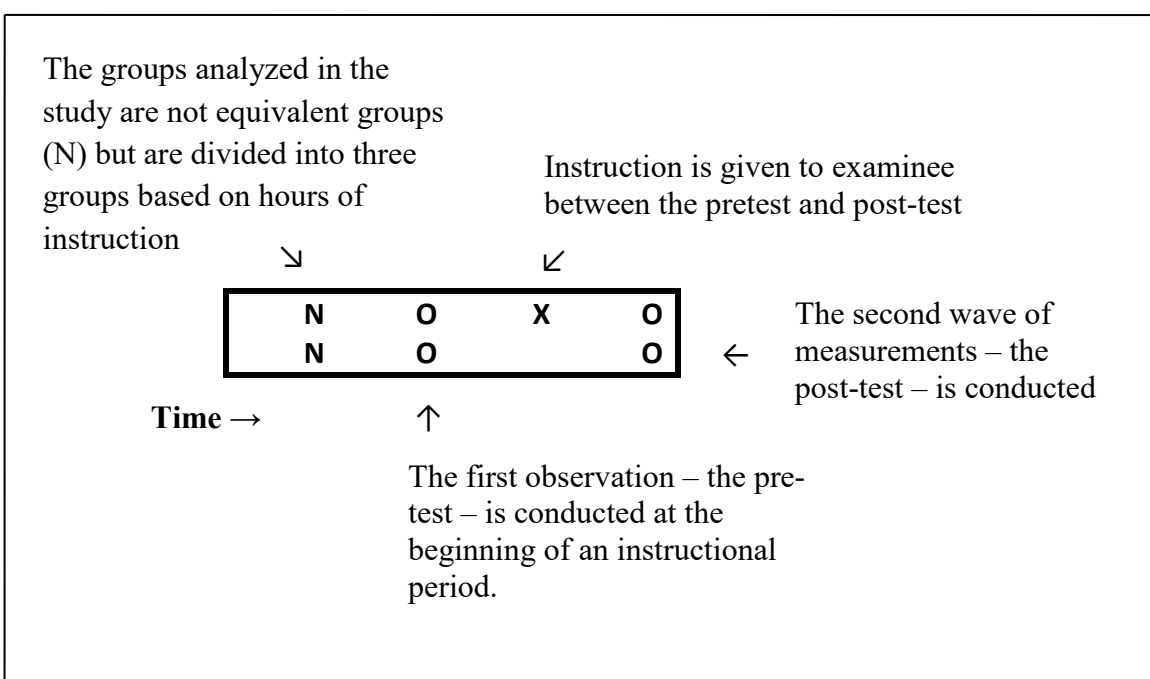 The groups analyzed in the
study are not equivalent groups
(N) but are divided into three
groups based on hours of
instruction
Instruction is given to examinee
between the pretest and post-test
↘ ↙
N O X O
N O O
←
The second wave of
measurements – the
post-test – is conducted
Time →
↑
The first observation – the pre-
test – is conducted at the
beginning of an instructional
period.